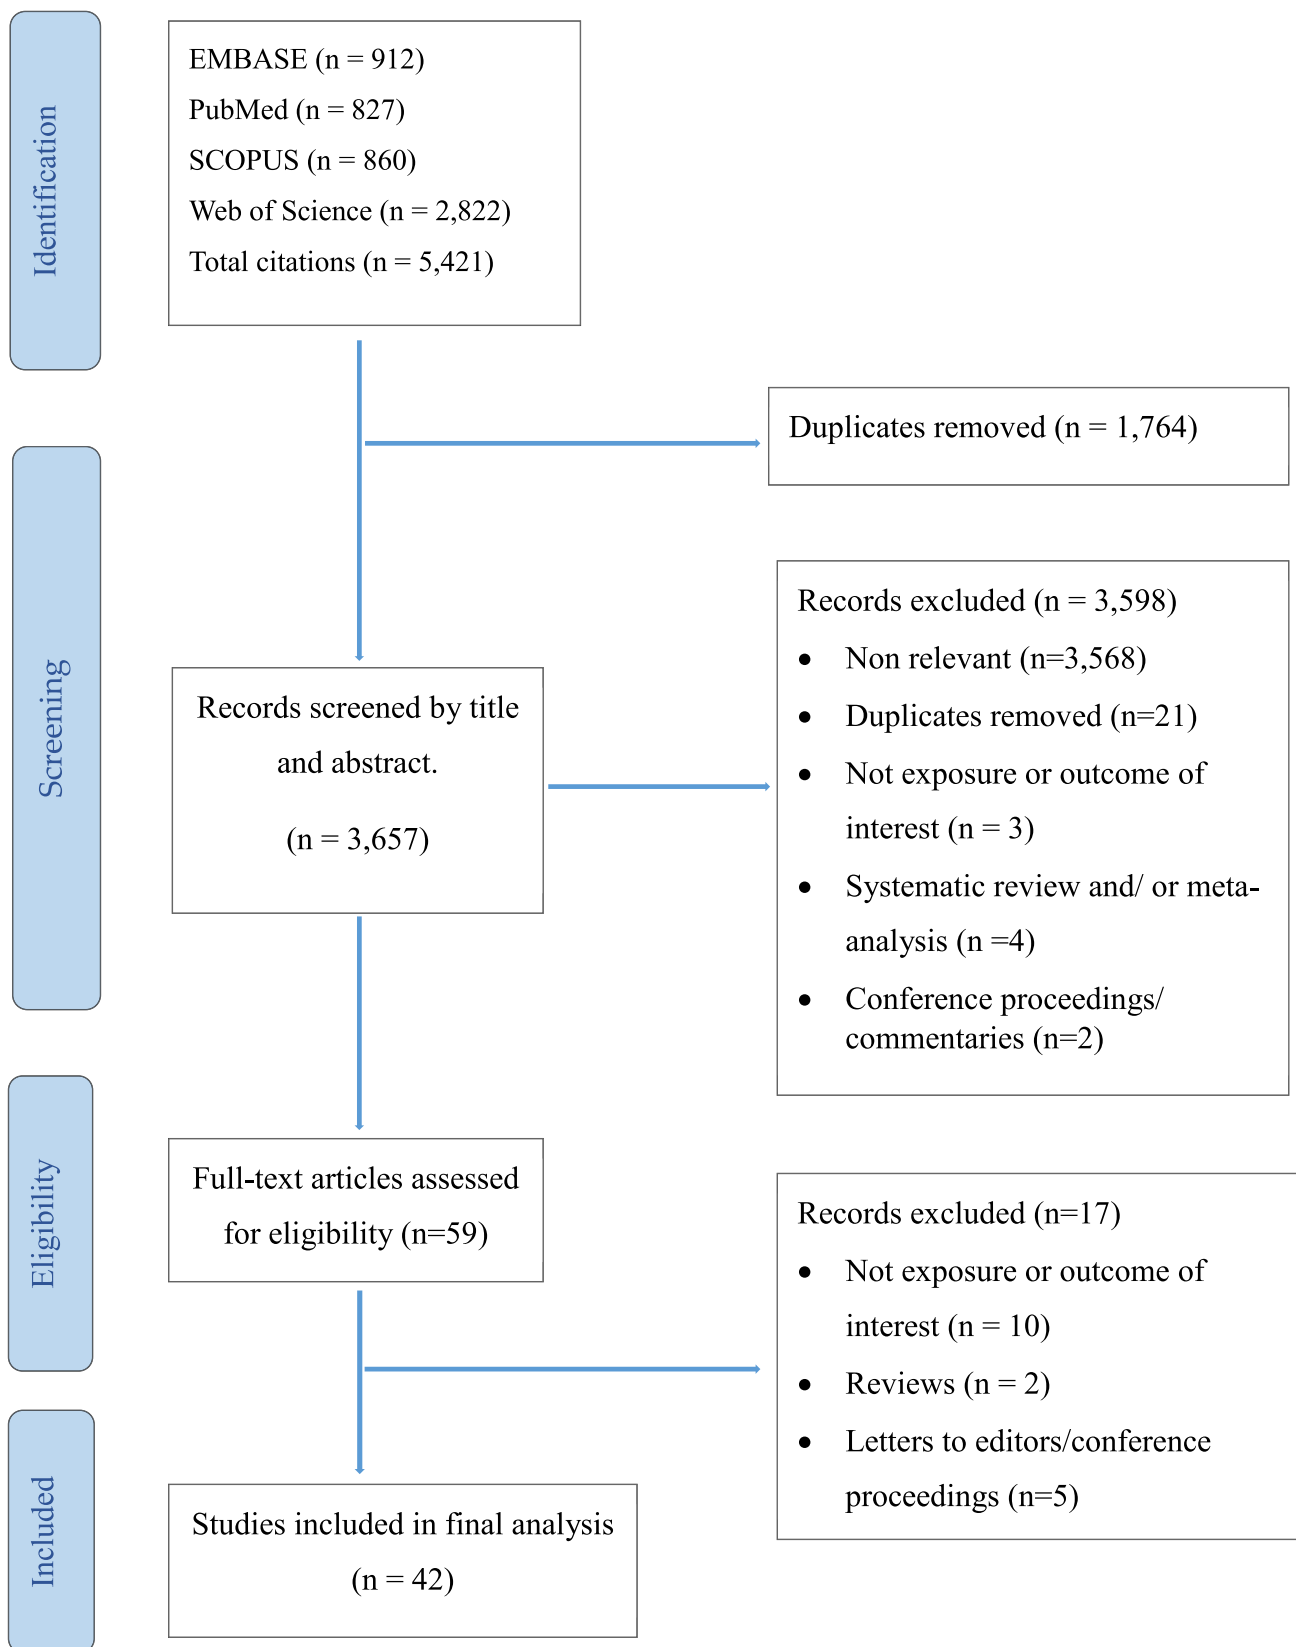 Identification
EMBASE (n = 912)
PubMed (n = 827)
SCOPUS (n = 860)
Web of Science (n = 2,822)
Total citations (n = 5,421)
Duplicates removed (n = 1,764)
Screening
Records screened by title
and abstract.
(n = 3,657)
Records excluded (n = 3,598)
• Non relevant (n=3,568)
• Duplicates removed (n=21)
• Not exposure or outcome of
interest (n = 3)
• Systematic review and/ or meta-
analysis (n =4)
• Conference proceedings/
commentaries (n=2)
Eligibility
Full-text articles assessed
for eligibility (n=59)
Records excluded (n=17)
• Not exposure or outcome of
interest (n = 10)
• Reviews (n = 2)
• Letters to editors/conference
proceedings (n=5)
Included
Studies included in final analysis
(n = 42)